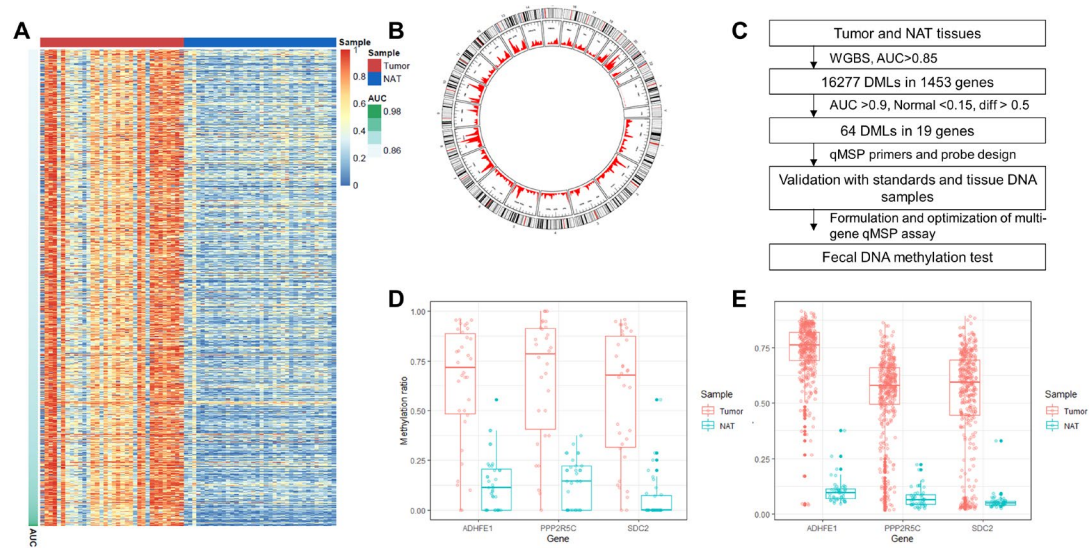 A
Sample
1
0.8
0.6
0.4
0.2
0
Sample
Tumor
NAT
AUC
0.98
0.86
AUC
B
C
Tumor and NAT tissues
WGBS, AUC>0.85
16277 DMLs in 1453 genes
AUC >0.9, Normal <0.15, diff > 0.5
64 DMLs in 19 genes
qMSP primers and probe design
Validation with standards and tissue DNA
samples
Formulation and optimization of multi-
gene qMSP assay
Fecal DNA methylation test
D
Methylation ratio
1.00
0.75
0.50
0.25
0.00
ADHFE1 PPP2R5C SDC2
Gene
Sample
Tumor
NAT
E
0.75
0.50
0.25
0.00
ADHFE1 PPP2R5C SDC2
Gene
Sample
Tumor
NAT